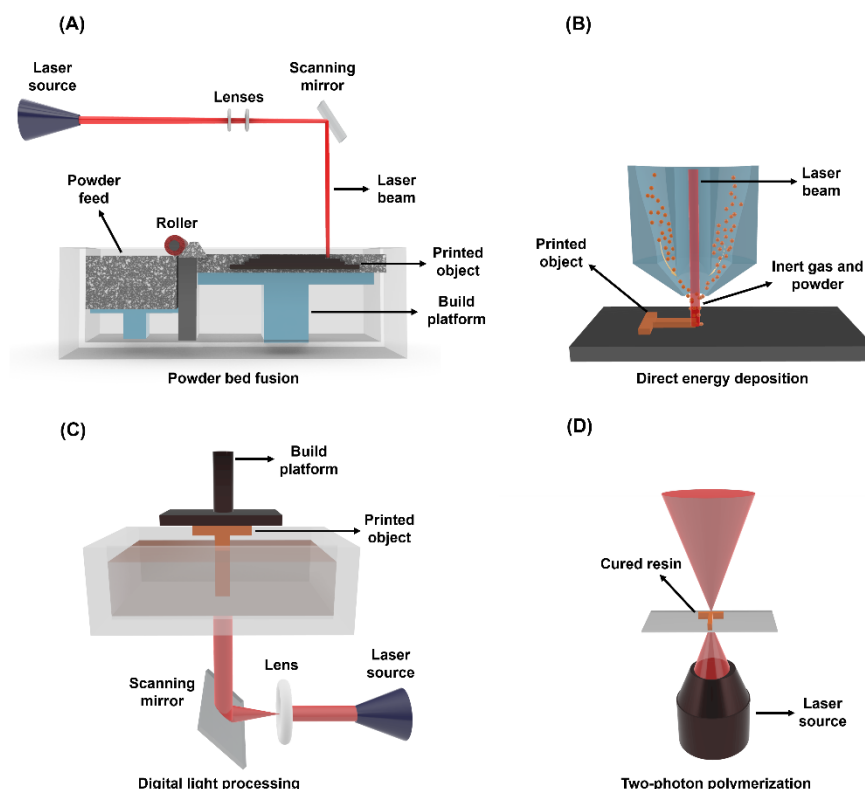 (A)
Laser
source
Lenses
Scanning
mirror
Laser
beam
Powder
feed
Roller
Printed
object
Build
platform
Powder bed fusion
(B)
Laser
beam
Printed
object
Inert gas and
powder
Direct energy deposition
(C)
Build
platform
Printed
object
Lens
Laser
source
Scanning
mirror
Digital light processing
(D)
Cured resin
Laser
source
Two-photon polymerization